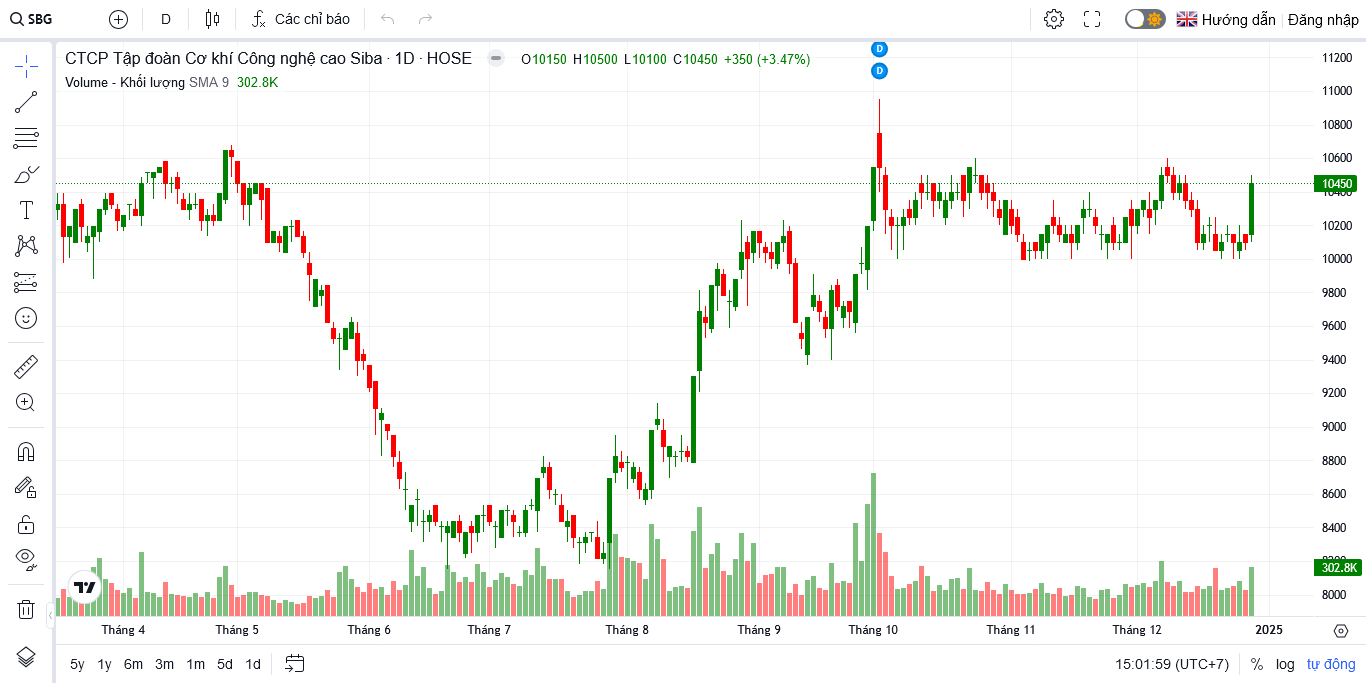 SBG D Các chỉ báo Hướng dẫn Đăng nhập
CTCP Tập đoàn Cơ khí Công nghệ cao Siba · 1D · HOSE O10150 H10500 L10100 C10450 +350 (+3.47%)
Volume - Khối lượng SMA 9 302.8K
D
D
11200
11000
10800
10600
10450
10400
10200
10000
9800
9600
9400
9200
9000
8800
8600
8400
8200
302.8K
8000
Tháng 4 Tháng 5 Tháng 6 Tháng 7 Tháng 8 Tháng 9 Tháng 10 Tháng 11 Tháng 12 2025
5y 1y 6m 3m 1m 5d 1d 15:01:59 (UTC+7) % log tự động